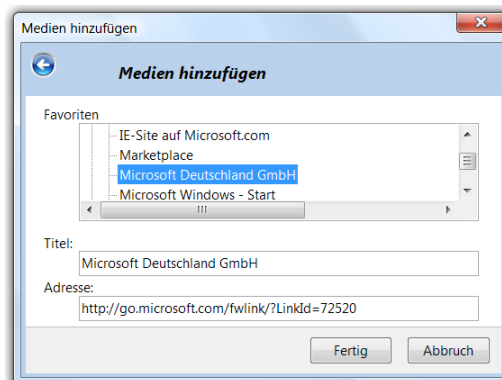 Medien hinzufügen
Medien hinzufügen
Favoriten
IE-Site auf Microsoft.com
Marketplace
Microsoft Deutschland GmbH
Microsoft Windows - Start
Titel:
Microsoft Deutschland GmbH
Adresse:
http://go.microsoft.com/fwlink/?LinkId=72520
Fertig Abbruch